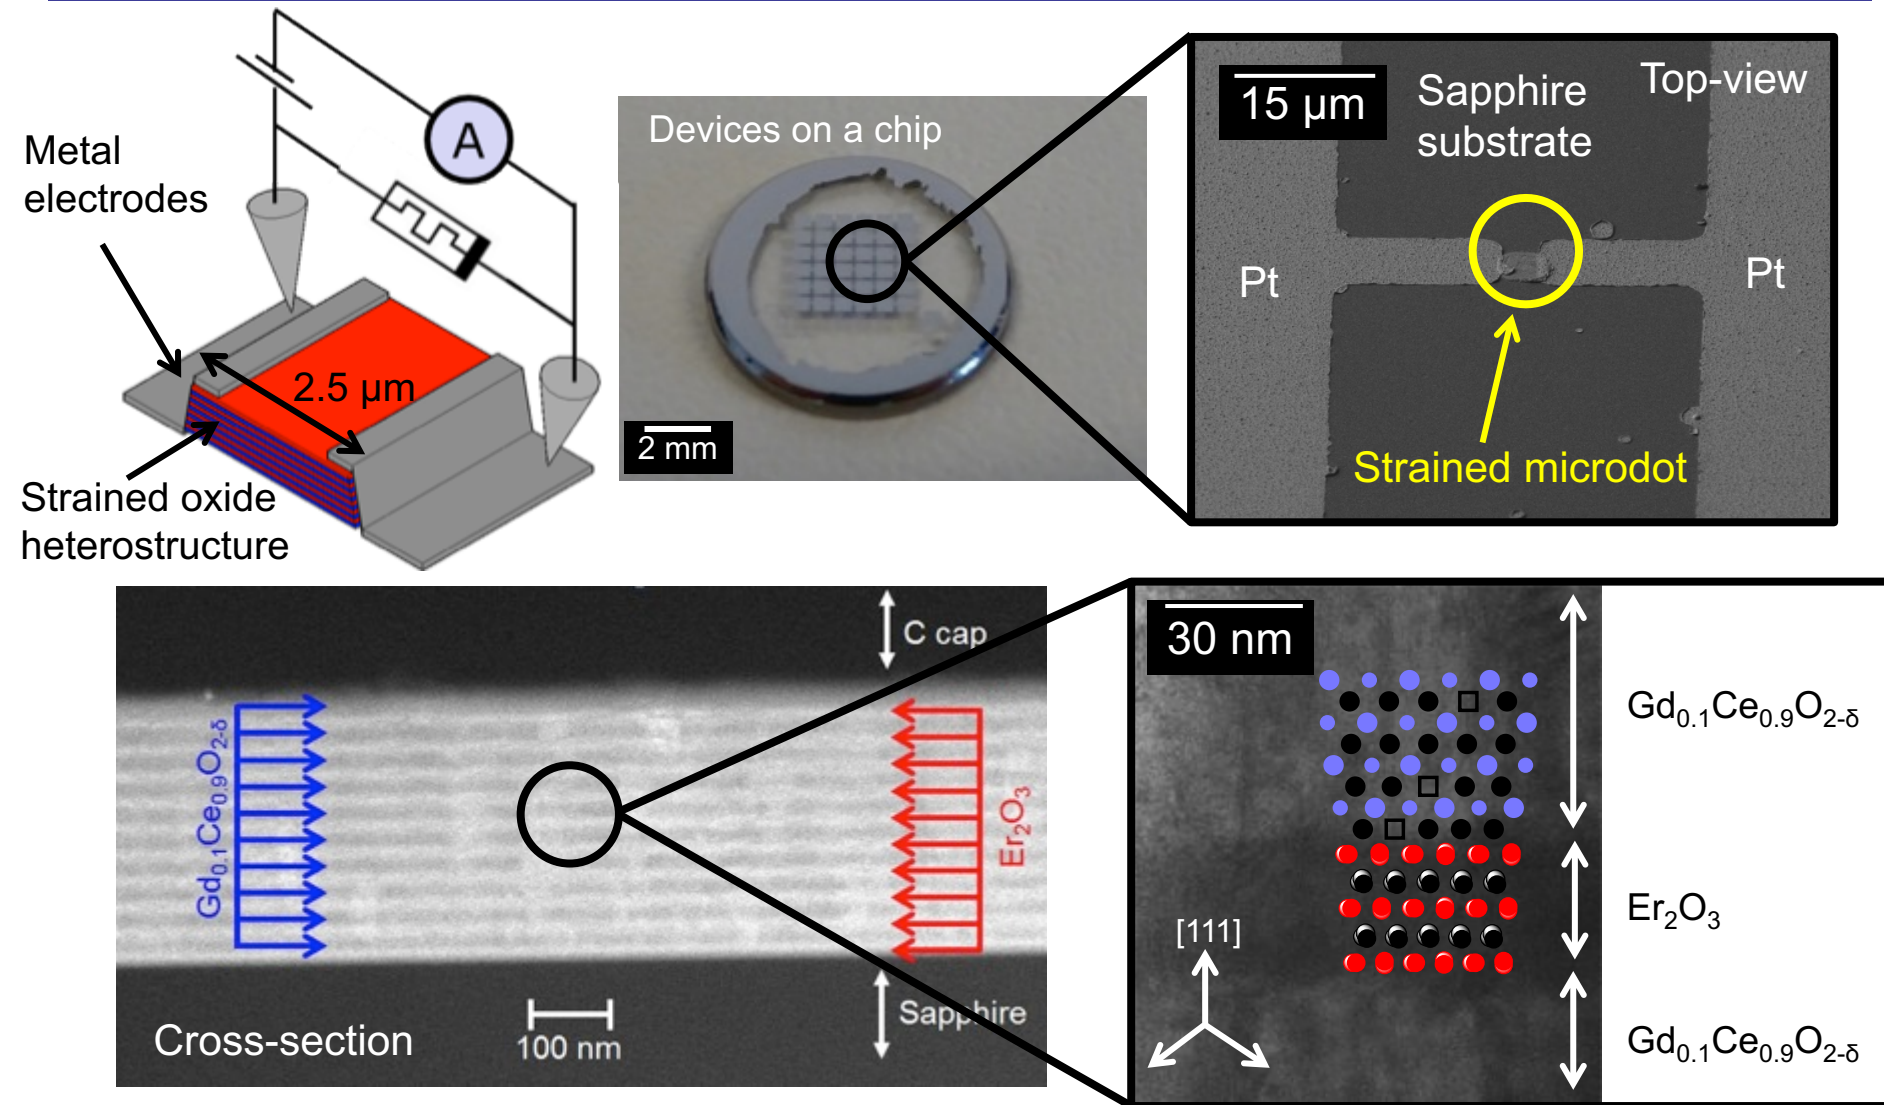 Metal
electrodes
A
2.5 µm
Strained oxide
heterostructure
Devices on a chip
2 mm
15 µm
Sapphire
substrate
Top-view
Pt
Pt
Strained microdot
C cap
Gd0.1Ce0.9O2-δ
Er2O3
Sapphire
100 nm
Cross-section
30 nm
[111]
Gd0.1Ce0.9O2-δ
Er2O3
Gd0.1Ce0.9O2-δ